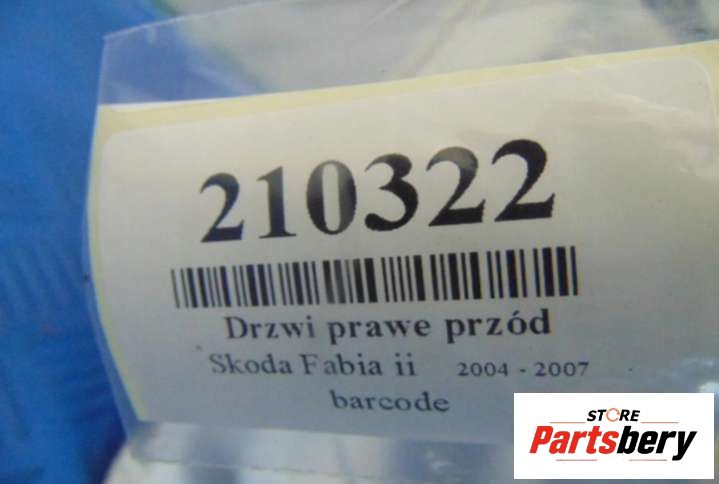 210322
Drzwi prawe przód
Skoda Fabia ii 2004 - 2007
barcode
STORE
Partsbery